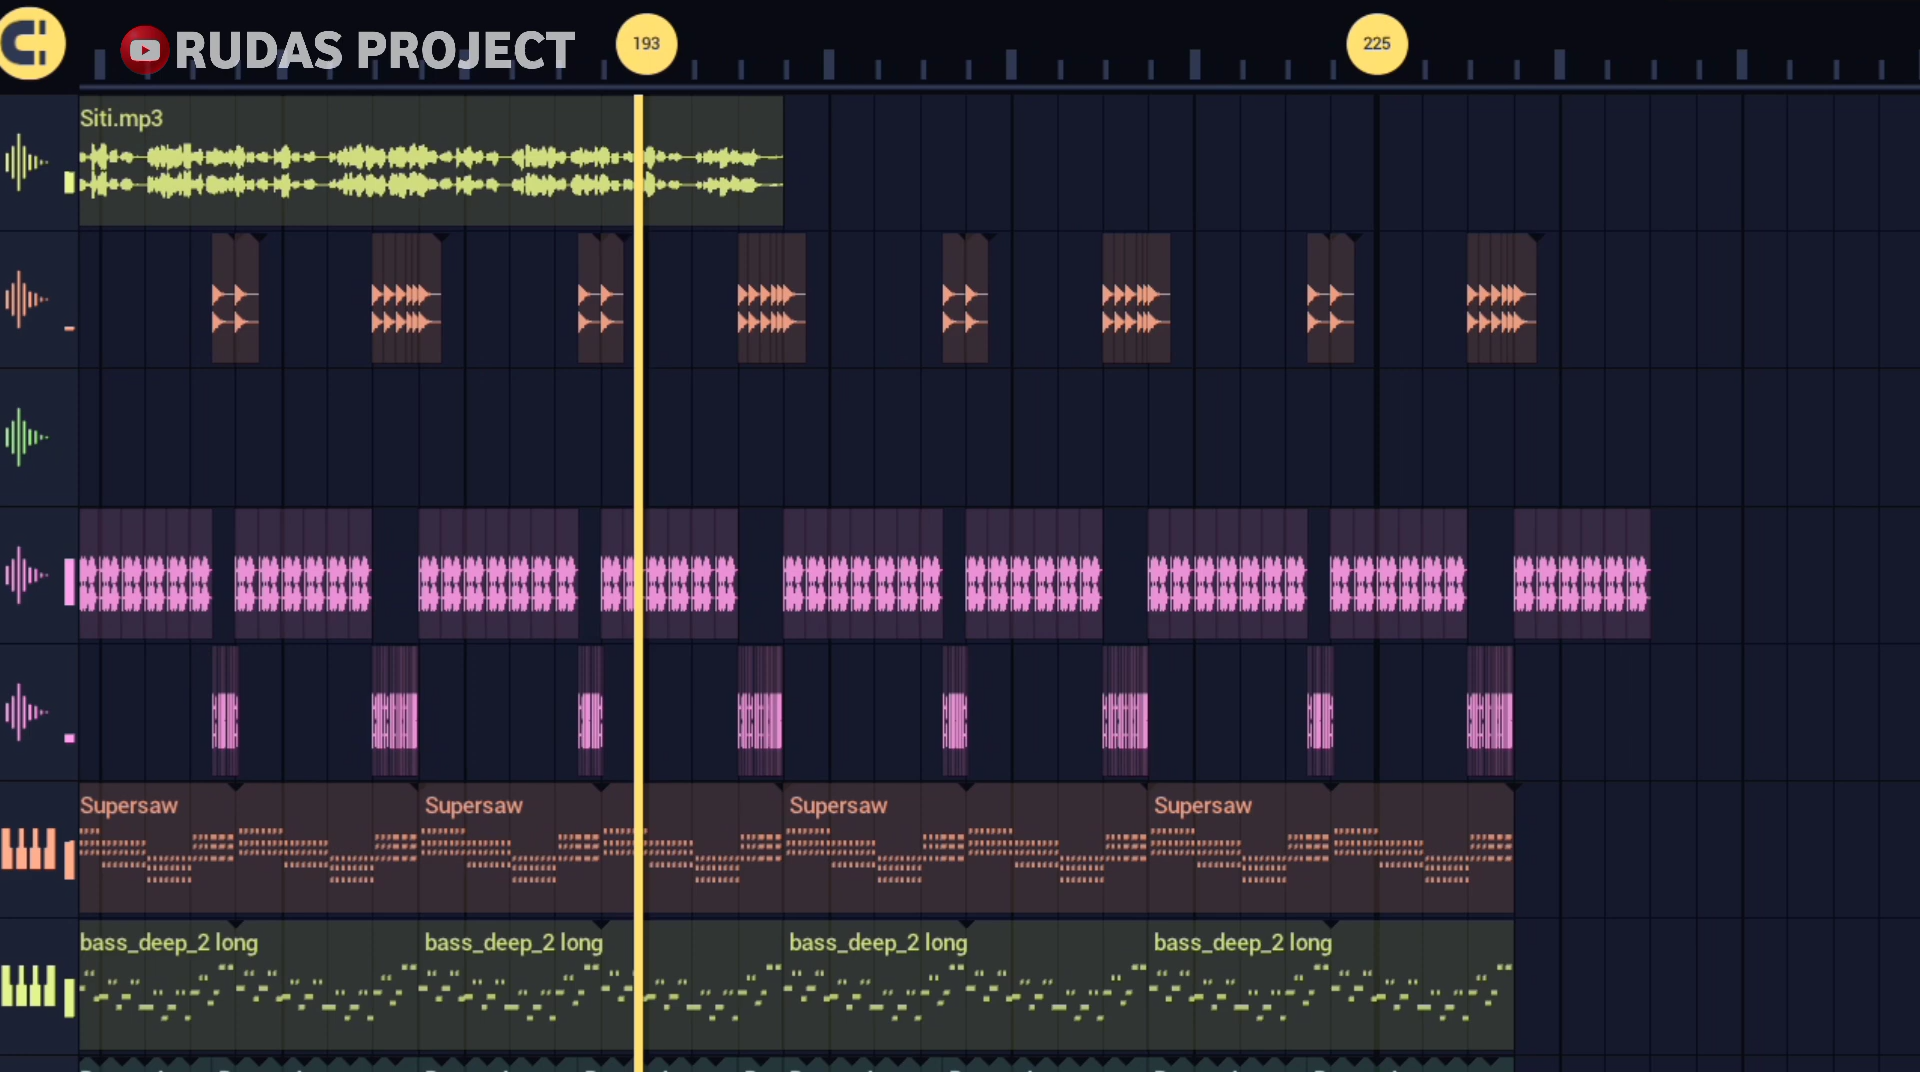 RUDAS PROJECT
193
225
Siti.mp3
Supersaw
Supersaw
Supersaw
Supersaw
bass_deep_2 long
bass_deep_2 long
bass_deep_2 long
bass_deep_2 long